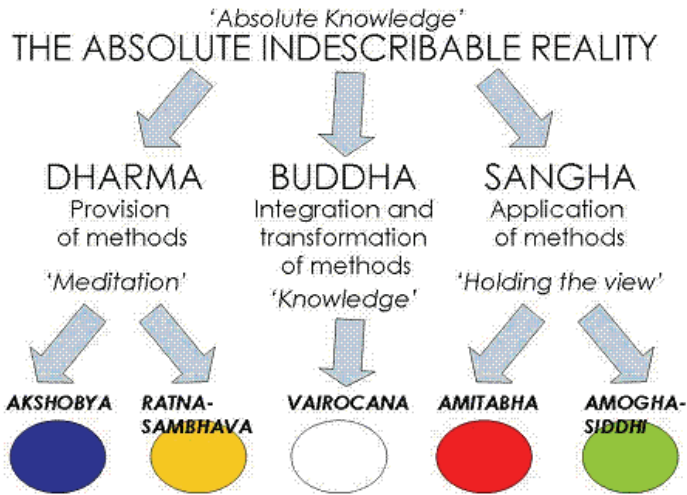 ‘Absolute Knowledge’
THE ABSOLUTE INDESCRIBABLE REALITY
DHARMA
Provision
of methods
‘Meditation’
BUDDHA
Integration and
transformation
of methods
‘Knowledge’
SANGHA
Application
of methods
‘Holding the view’
AKSHOBYA
RATNA-
SAMBHAVA
VAIROCANA
AMITABHA
AMOGHA-
SIDDHI